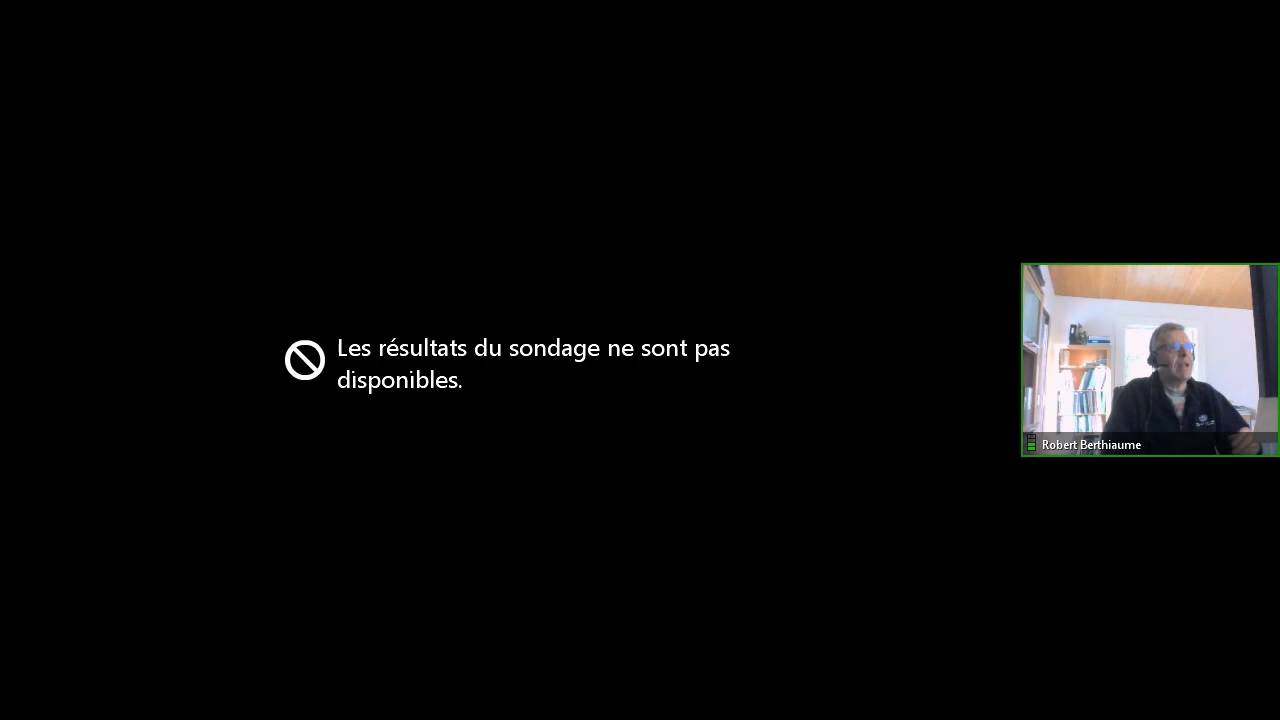 Les résultats du sondage ne sont pas
disponibles.
Robert Berthiaume